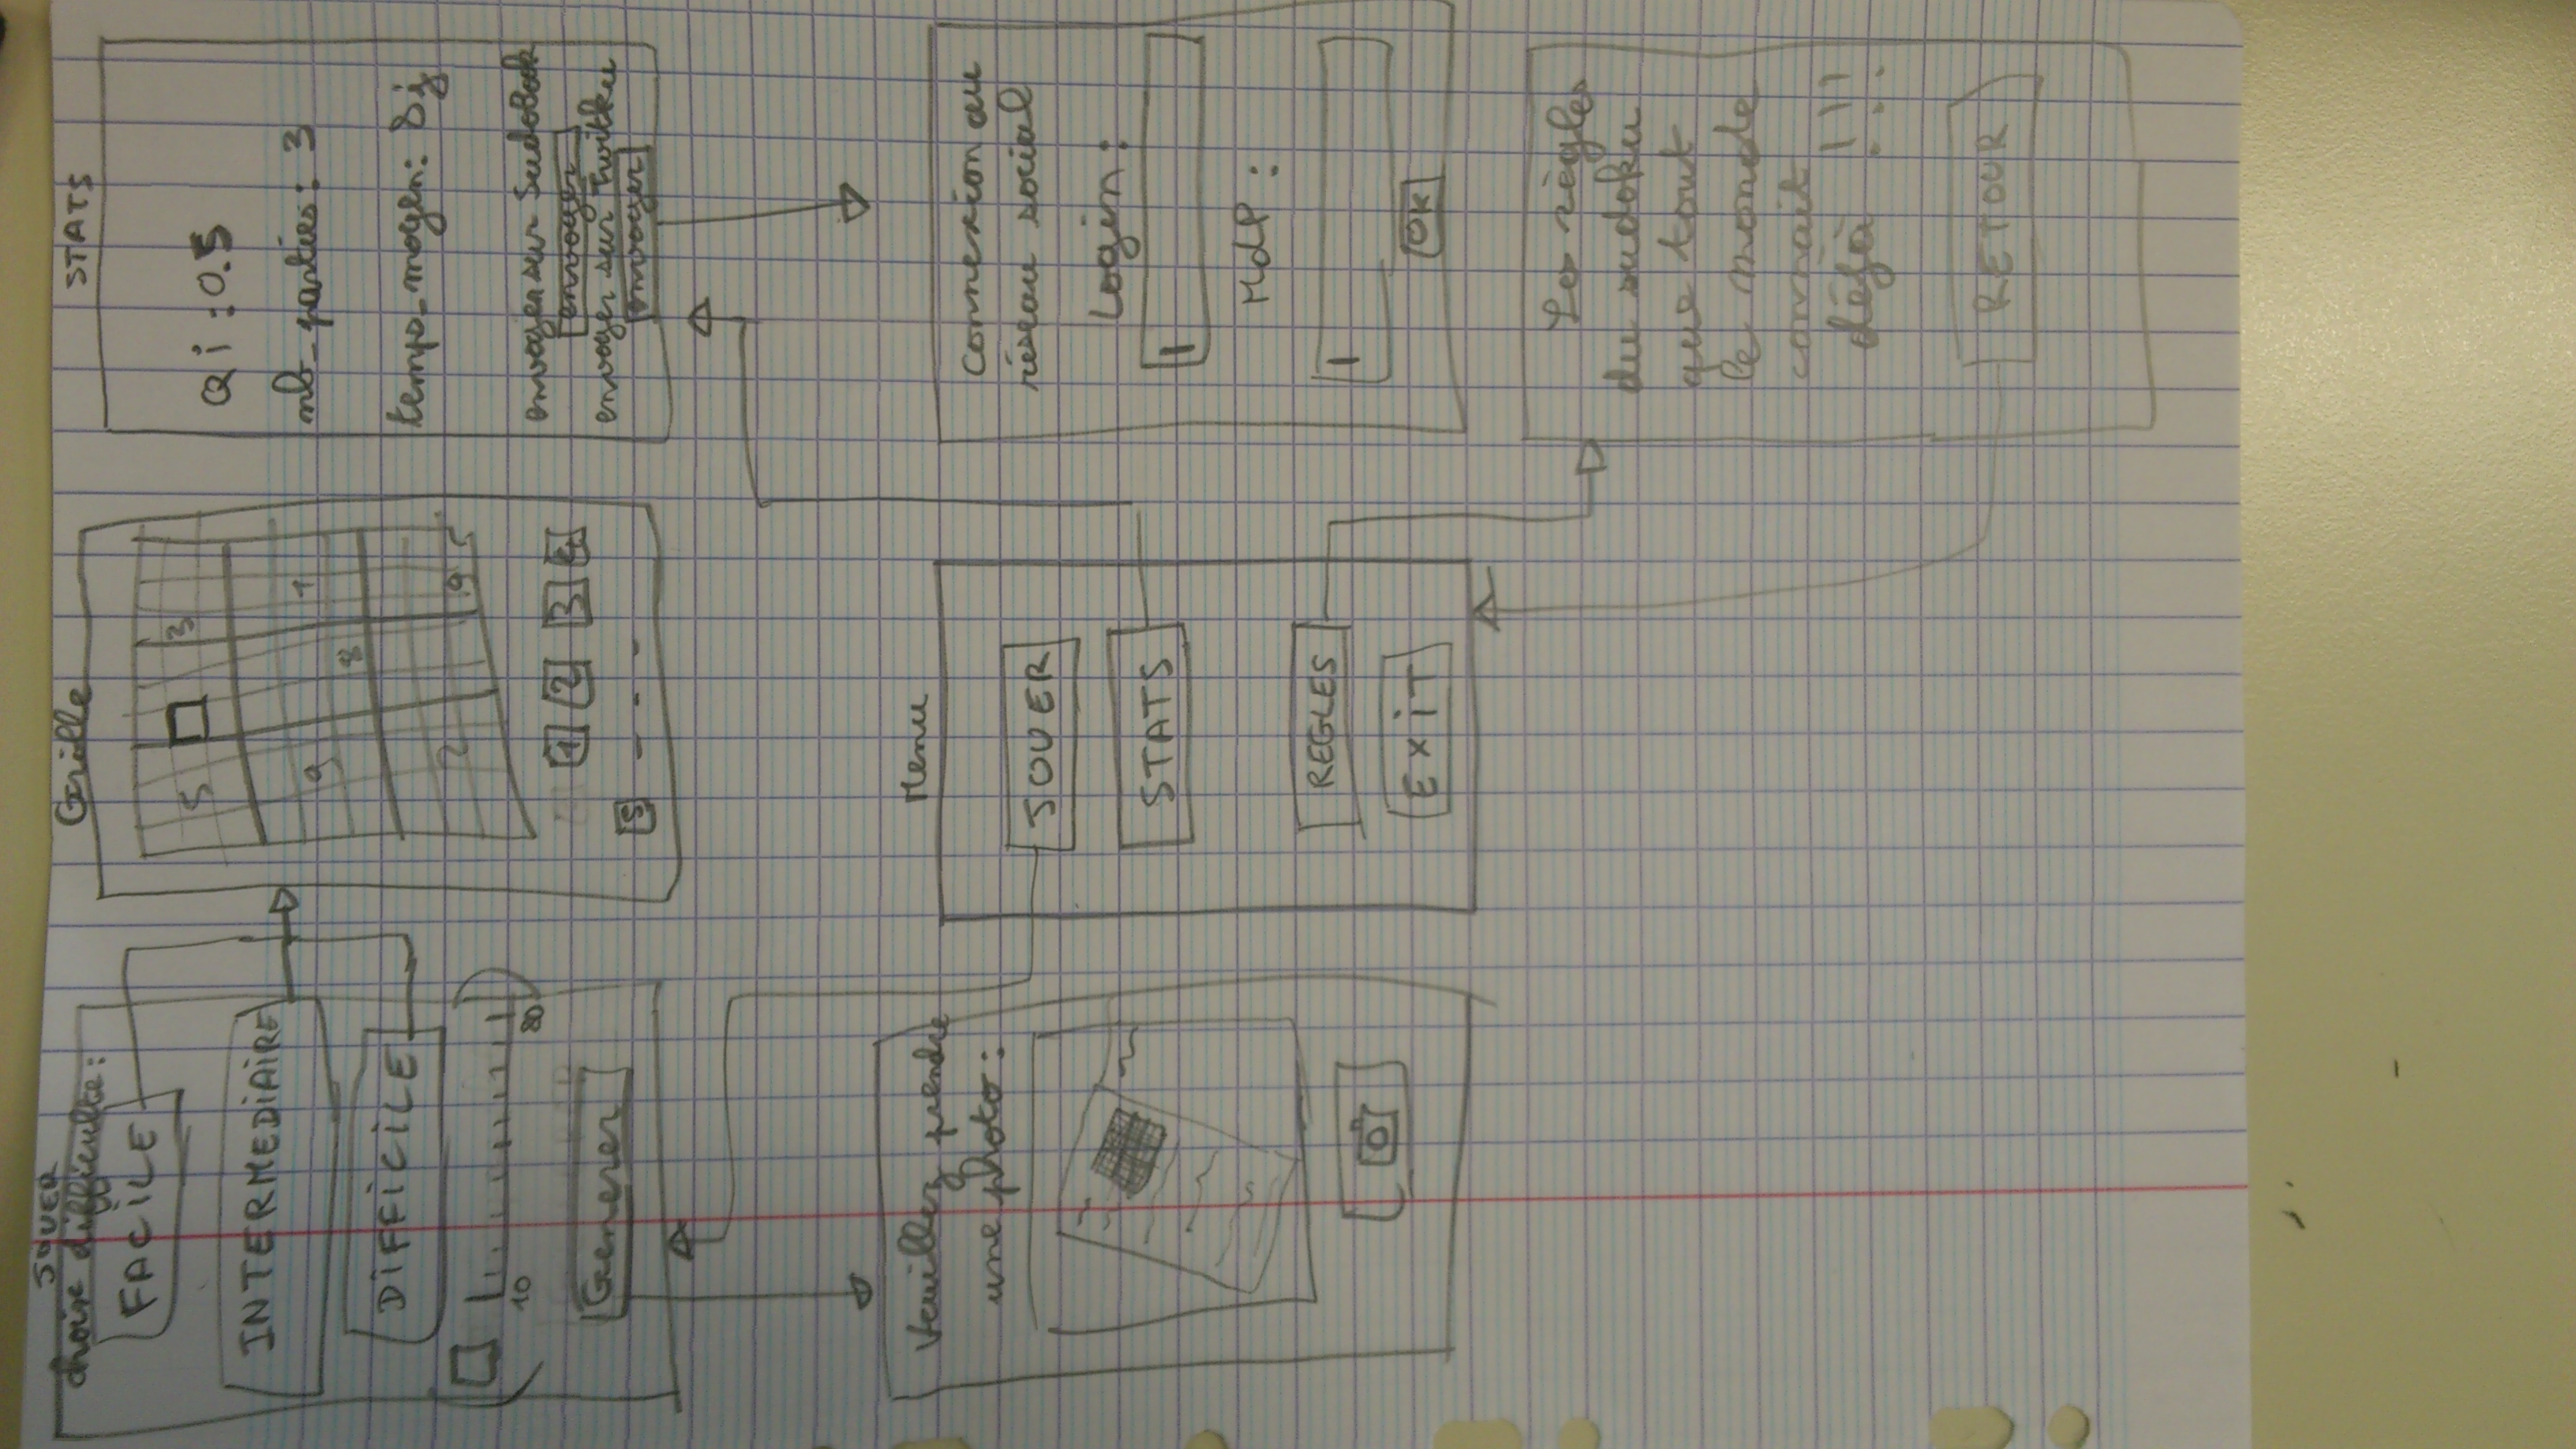 JOUER
choix difficulte:
FACILE
INTERMEDIAIRE
DIFFICILE
10 80
Generer
Grille
5 3
9 1
8
2 9 5
1 2 3 4
5 - - -
STATS
Qi : 0.5
nb_parties: 3
temps_moyen: 8j
envoyer sur SudoBook
envoyer
envoyer sur Twitku
envoyer
Veuillez prendre
une photo:
Menu
JOUER
STATS
REGLES
EXIT
connexion au
réseau social
Login :
MdP :
OK
Les règles
du sudoku
que tout
le monde
connait
déjà !!!
RETOUR